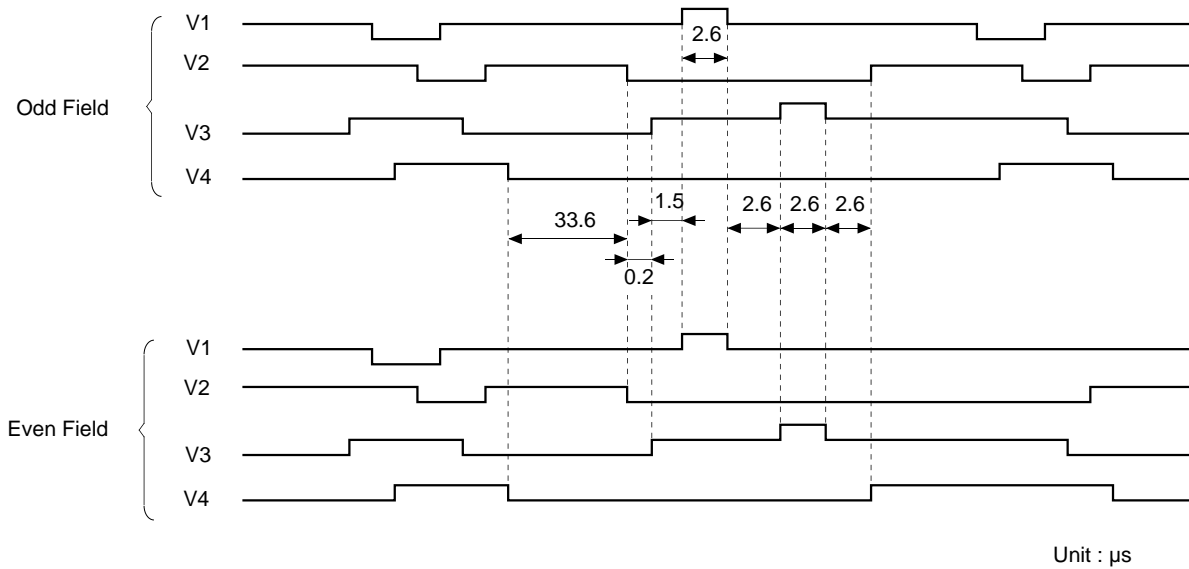 V1
2.6
V2
Odd Field
V3
V4
1.5
2.6 2.6 2.6
33.6
0.2
V1
V2
Even Field
V3
V4
Unit : µs